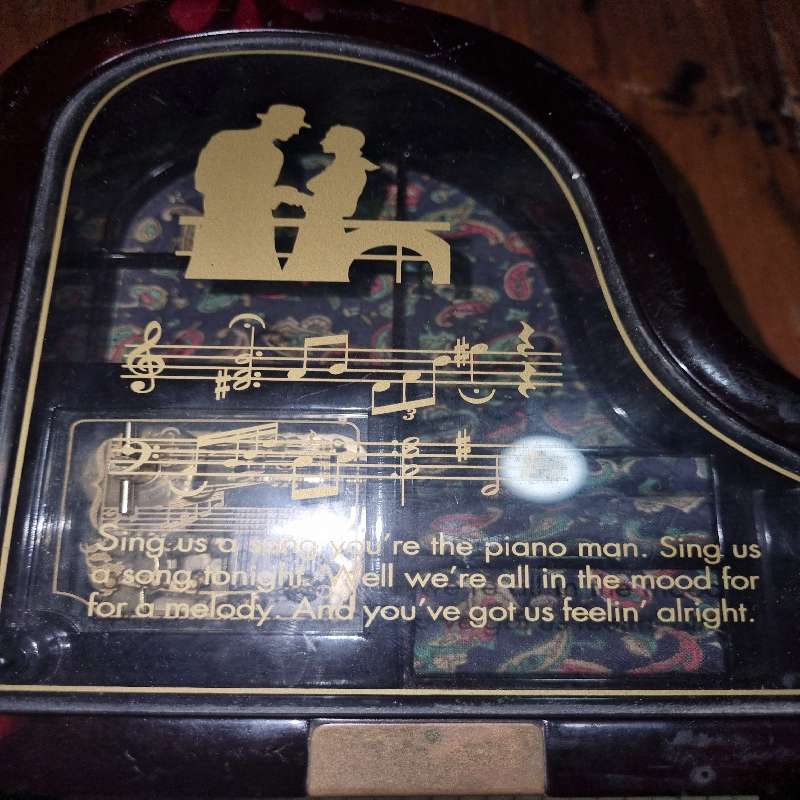 Sing us a song you're the piano man. Sing us
a song tonight. Well we're all in the mood for
for a melody. And you've got us feelin' alright.